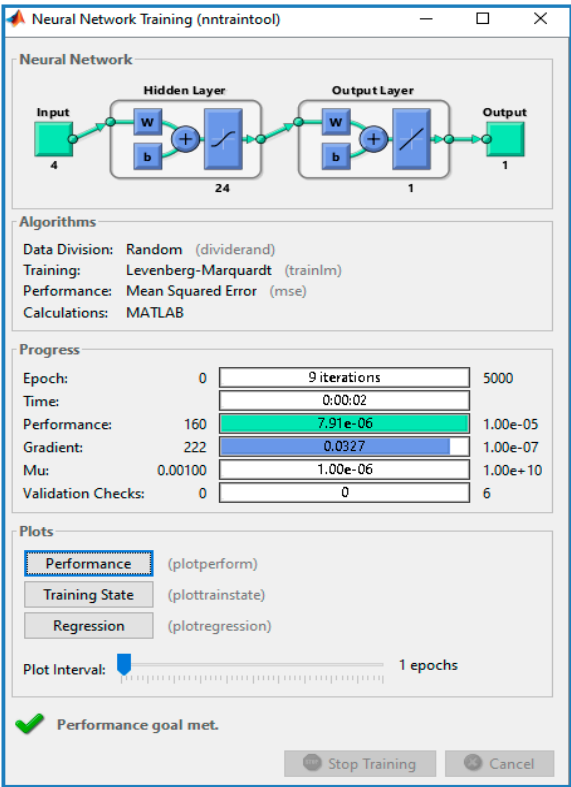 Neural Network Training (nntraintool)
Neural Network
Hidden Layer Output Layer
Input Output
W W
b b
4 24 1 1
Algorithms
Data Division: Random (dividerand)
Training: Levenberg-Marquardt (trainlm)
Performance: Mean Squared Error (mse)
Calculations: MATLAB
Progress
Epoch: 0 9 iterations 5000
Time: 0:00:02
Performance: 160 7.91e-06 1.00e-05
Gradient: 222 0.0327 1.00e-07
Mu: 0.00100 1.00e-06 1.00e+10
Validation Checks: 0 0 6
Plots
Performance (plotperform)
Training State (plottrainstate)
Regression (plotregression)
Plot Interval: 1 epochs
Performance goal met.
Stop Training Cancel